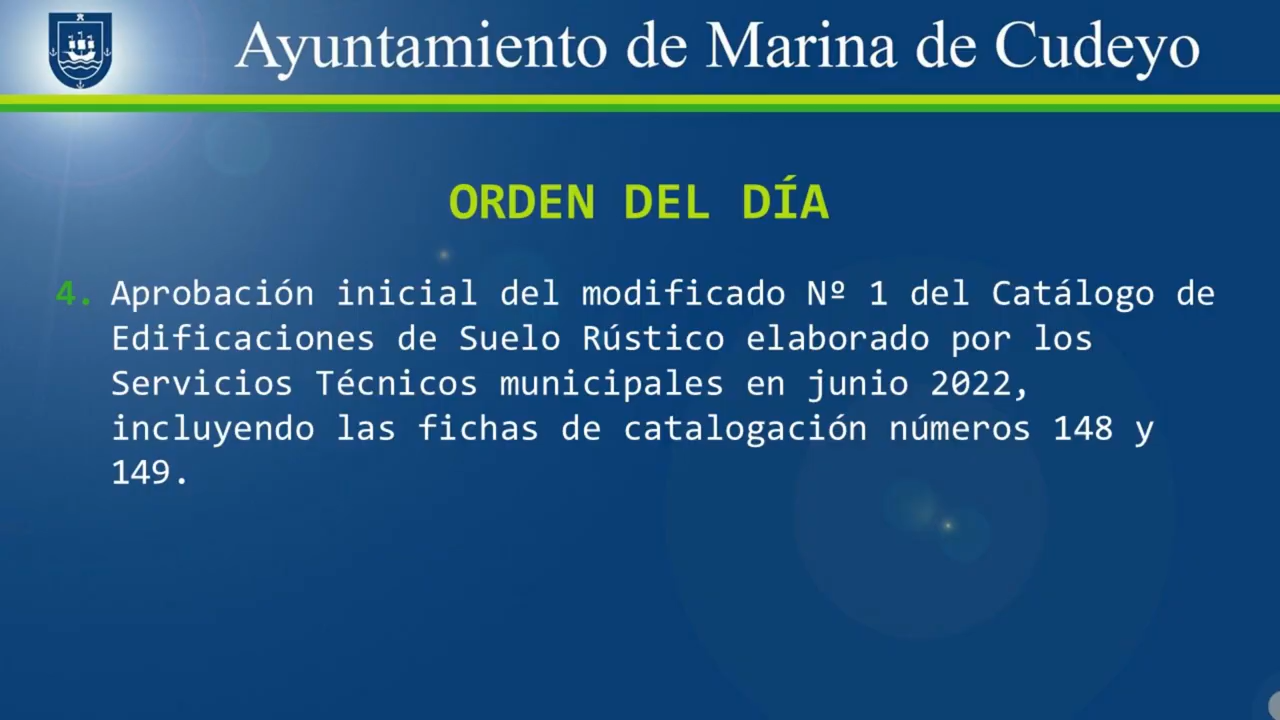 Ayuntamiento de Marina de Cudeyo
ORDEN DEL DÍA
4. Aprobación inicial del modificado Nº 1 del Catálogo de
Edificaciones de Suelo Rústico elaborado por los
Servicios Técnicos municipales en junio 2022,
incluyendo las fichas de catalogación números 148 y
149.